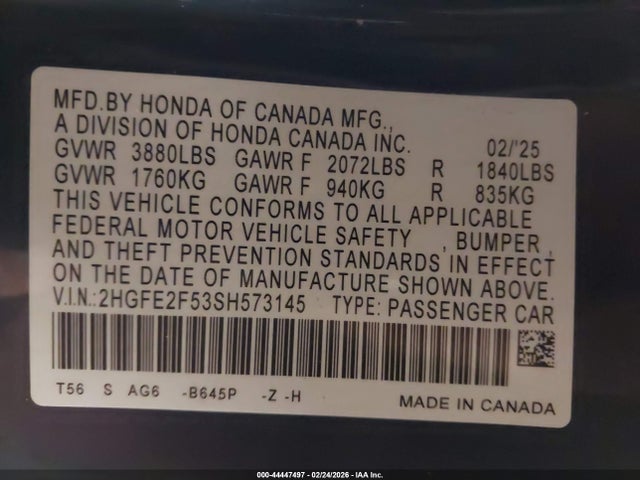 MFD.BY HONDA OF CANADA MFG.,
A DIVISION OF HONDA CANADA INC. 02/'25
GVWR 3880LBS GAWR F 2072LBS R 1840LBS
GVWR 1760KG GAWR F 940KG R 835KG
THIS VEHICLE CONFORMS TO ALL APPLICABLE
FEDERAL MOTOR VEHICLE SAFETY , BUMPER ,
AND THEFT PREVENTION STANDARDS IN EFFECT
ON THE DATE OF MANUFACTURE SHOWN ABOVE.
V.I.N.:2HGFE2F53SH573145 TYPE: PASSENGER CAR
T56 S AG6 -B645P -Z -H
MADE IN CANADA
000-44447497 - 02/24/2026 - IAA Inc.